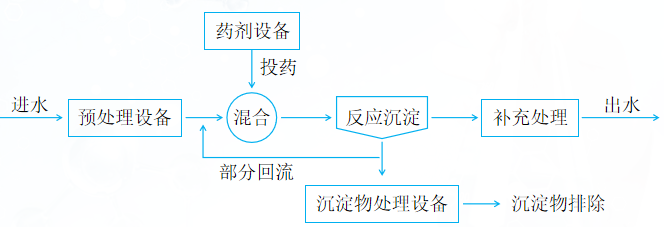 药剂设备
投药
进水
预处理设备
混合
反应沉淀
补充处理
出水
部分回流
沉淀物处理设备
沉淀物排除